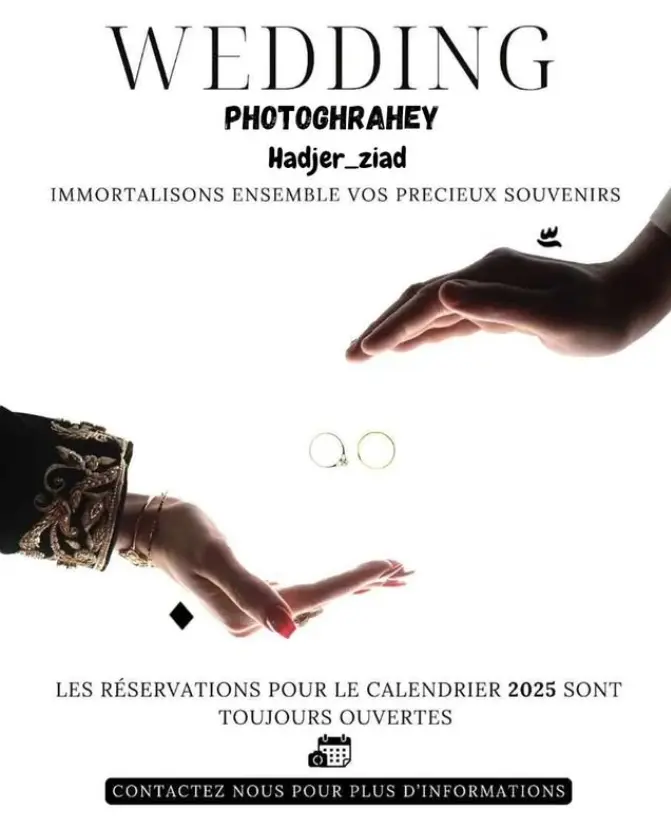 WEDDING
PHOTOGHRAHEY
Hadjer_ziad
IMMORTALISONS ENSEMBLE VOS PRECIEUX SOUVENIRS
LES RÉSERVATIONS POUR LE CALENDRIER 2025 SONT
TOUJOURS OUVERTES
CONTACTEZ NOUS POUR PLUS D'INFORMATIONS